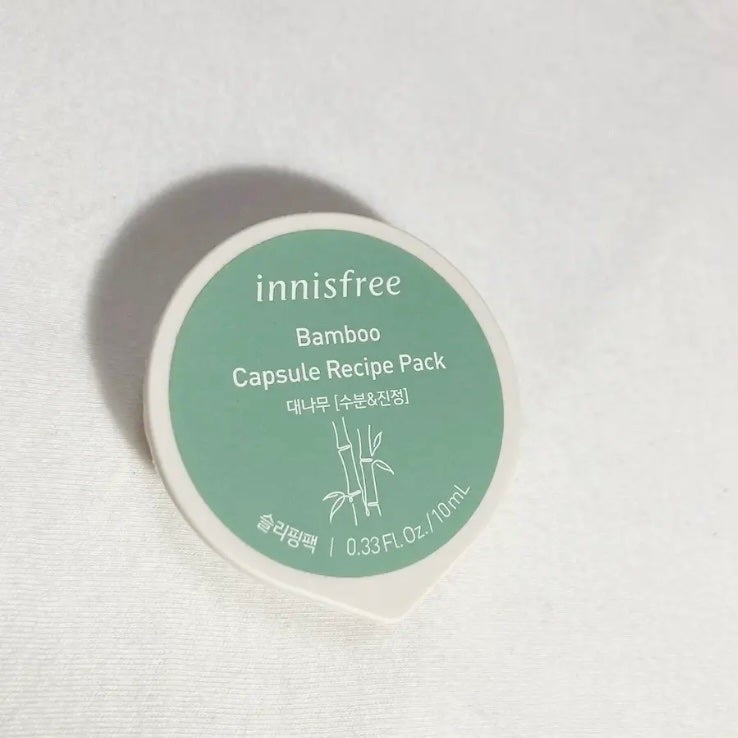 innisfree
Bamboo
Capsule Recipe Pack
대나무 [수분&진정]
슬리핑팩 | 0.33 FL.Oz./10mL